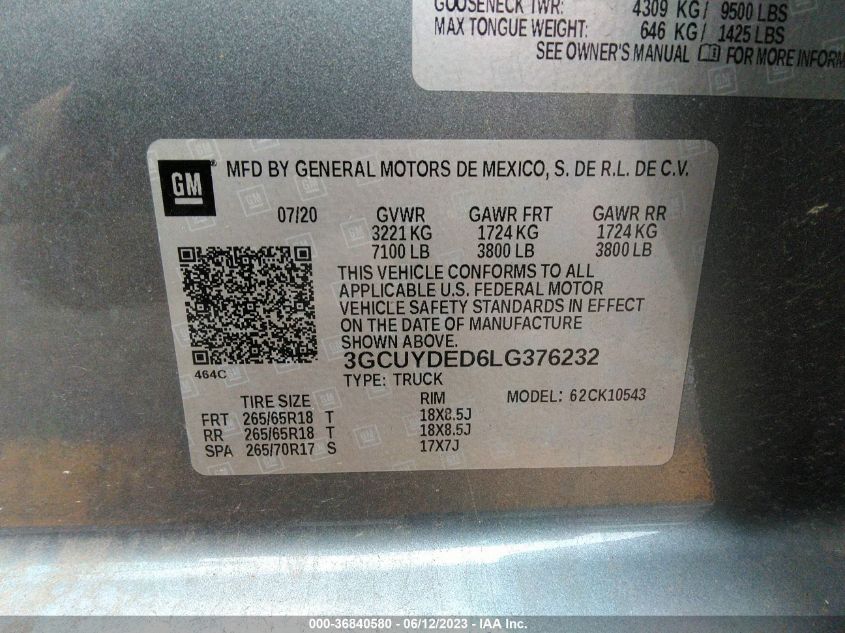 GOOSENECK TWR: 4309 KG/ 9500 LBS
MAX TONGUE WEIGHT: 646 KG/ 1425 LBS
SEE OWNER'S MANUAL FOR MORE INFORM
GM MFD BY GENERAL MOTORS DE MEXICO, S. DE R.L. DE C.V.
07/20 GVWR GAWR FRT GAWR RR
3221 KG 1724 KG 1724 KG
7100 LB 3800 LB 3800 LB
THIS VEHICLE CONFORMS TO ALL
APPLICABLE U.S. FEDERAL MOTOR
VEHICLE SAFETY STANDARDS IN EFFECT
ON THE DATE OF MANUFACTURE
SHOWN ABOVE.
464C 3GCUYDED6LG376232
TYPE: TRUCK MODEL: 62CK10543
TIRE SIZE RIM
FRT 265/65R18 T 18X8.5J
RR 265/65R18 T 18X8.5J
SPA 265/70R17 S 17X7J
000-36840580 - 06/12/2023 - IAA, Inc.